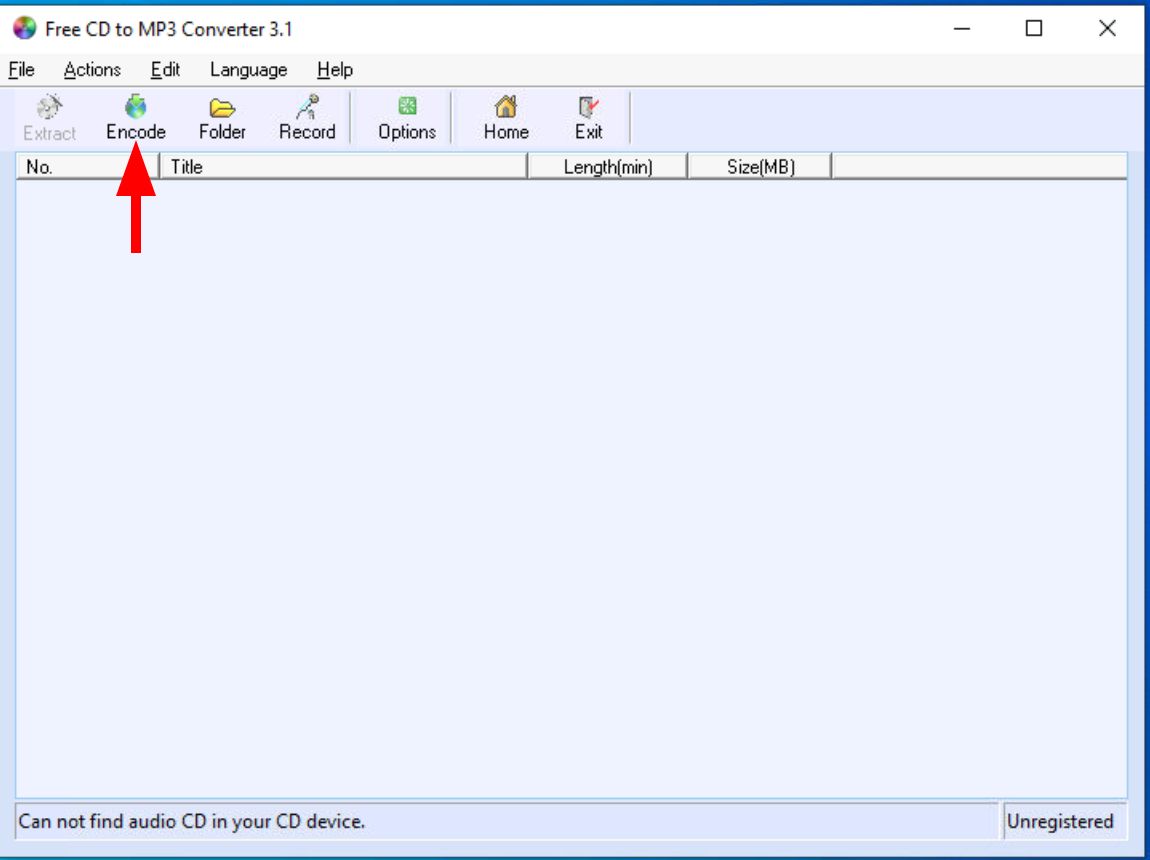 Free CD to MP3 Converter 3.1
File Actions Edit Language Help
Extract Encode Folder Record Options Home Exit
No. Title Length(min) Size(MB)
Can not find audio CD in your CD device. Unregistered